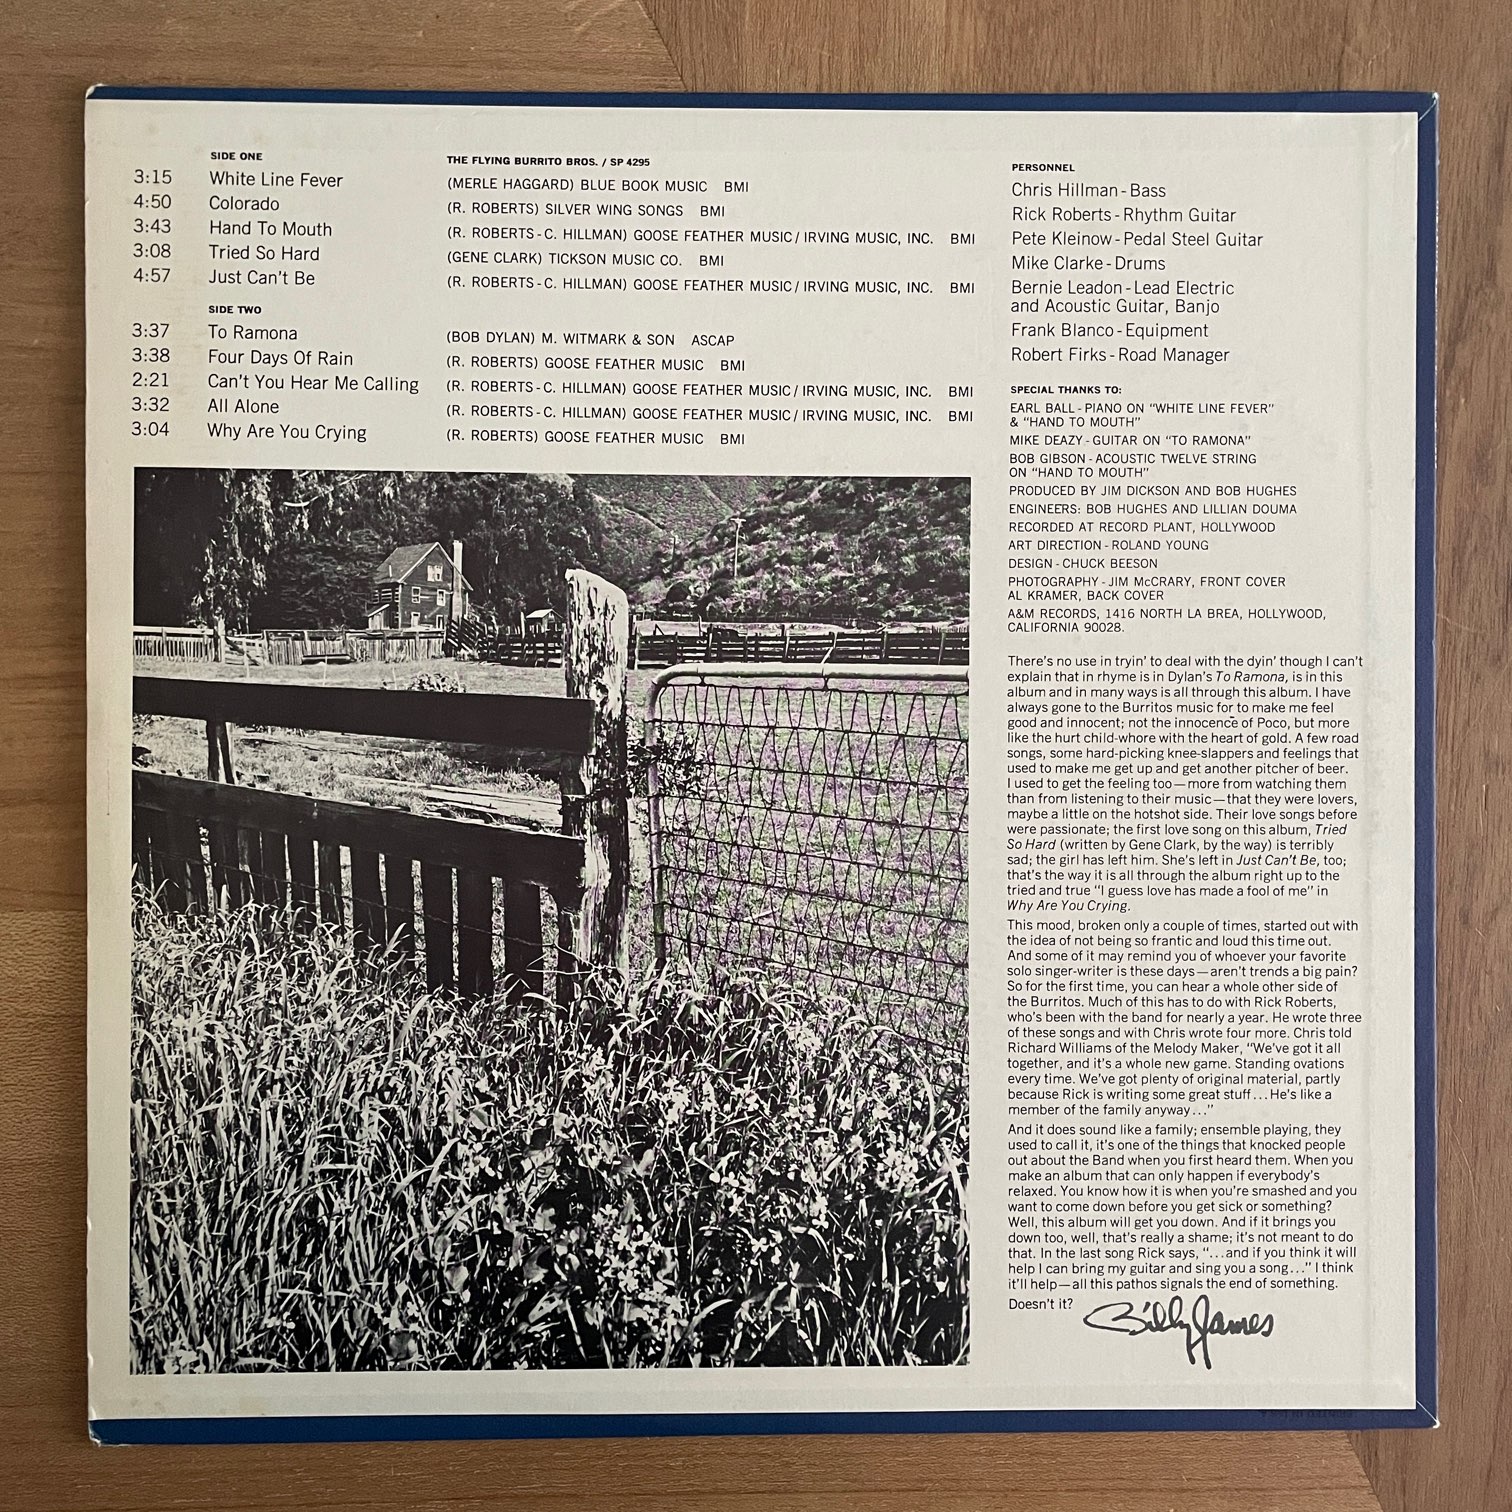 SIDE ONE THE FLYING BURRITO BROS. / SP 4295
3:15 White Line Fever (MERLE HAGGARD) BLUE BOOK MUSIC BMI
4:50 Colorado (R. ROBERTS) SILVER WING SONGS BMI
3:43 Hand To Mouth (R. ROBERTS-C. HILLMAN) GOOSE FEATHER MUSIC/IRVING MUSIC, INC. BMI
3:08 Tried So Hard (GENE CLARK) TICKSON MUSIC CO. BMI
4:57 Just Can't Be (R. ROBERTS-C. HILLMAN) GOOSE FEATHER MUSIC/IRVING MUSIC, INC. BMI
SIDE TWO
3:37 To Ramona (BOB DYLAN) M. WITMARK & SON ASCAP
3:38 Four Days Of Rain (R. ROBERTS) GOOSE FEATHER MUSIC BMI
2:21 Can't You Hear Me Calling (R. ROBERTS-C. HILLMAN) GOOSE FEATHER MUSIC/IRVING MUSIC, INC. BMI
3:32 All Alone (R. ROBERTS-C. HILLMAN) GOOSE FEATHER MUSIC/IRVING MUSIC, INC. BMI
3:04 Why Are You Crying (R. ROBERTS) GOOSE FEATHER MUSIC BMI
PERSONNEL
Chris Hillman-Bass
Rick Roberts-Rhythm Guitar
Pete Kleinow-Pedal Steel Guitar
Mike Clarke-Drums
Bernie Leadon-Lead Electric
and Acoustic Guitar, Banjo
Frank Blanco-Equipment
Robert Firks-Road Manager
SPECIAL THANKS TO:
EARL BALL-PIANO ON "WHITE LINE FEVER"
& "HAND TO MOUTH"
MIKE DEAZY-GUITAR ON "TO RAMONA"
BOB GIBSON-ACOUSTIC TWELVE STRING
ON "HAND TO MOUTH"
PRODUCED BY JIM DICKSON AND BOB HUGHES
ENGINEERS: BOB HUGHES AND LILLIAN DOUMA
RECORDED AT RECORD PLANT, HOLLYWOOD
ART DIRECTION-ROLAND YOUNG
DESIGN-CHUCK BEESON
PHOTOGRAPHY-JIM McCRARY, FRONT COVER
AL KRAMER, BACK COVER
A&M RECORDS, 1416 NORTH LA BREA, HOLLYWOOD,
CALIFORNIA 90028.
There's no use in tryin' to deal with the dyin' though I can't
explain that in rhyme is in Dylan's To Ramona, is in this
album and in many ways is all through this album. I have
always gone to the Burritos music for to make me feel
good and innocent; not the innocence of Poco, but more
like the hurt child-whore with the heart of gold. A few road
songs, some hard-picking knee-slappers and feelings that
used to make me get up and get another pitcher of beer.
I used to get the feeling too—more from watching them
than from listening to their music—that they were lovers,
maybe a little on the hotshot side. Their love songs before
were passionate; the first love song on this album, Tried
So Hard (written by Gene Clark, by the way) is terribly
sad; the girl has left him. She's left in Just Can't Be, too;
that's the way it is all through the album right up to the
tried and true "I guess love has made a fool of me" in
Why Are You Crying.
This mood, broken only a couple of times, started out with
the idea of not being so frantic and loud this time out.
And some of it may remind you of whoever your favorite
solo singer-writer is these days—aren't trends a big pain?
So for the first time, you can hear a whole other side of
the Burritos. Much of this has to do with Rick Roberts,
who's been with the band for nearly a year. He wrote three
of these songs and with Chris wrote four more. Chris told
Richard Williams of the Melody Maker, "We've got it all
together, and it's a whole new game. Standing ovations
every time. We've got plenty of original material, partly
because Rick is writing some great stuff...He's like a
member of the family anyway..."
And it does sound like a family; ensemble playing, they
used to call it, it's one of the things that knocked people
out about the Band when you first heard them. When you
make an album that can only happen if everybody's
relaxed. You know how it is when you're smashed and you
want to come down before you get sick or something?
Well, this album will get you down. And if it brings you
down too, well, that's really a shame; it's not meant to do
that. In the last song Rick says, "...and if you think it will
help I can bring my guitar and sing you a song..." I think
it'll help—all this pathos signals the end of something.
Doesn't it? Billy James